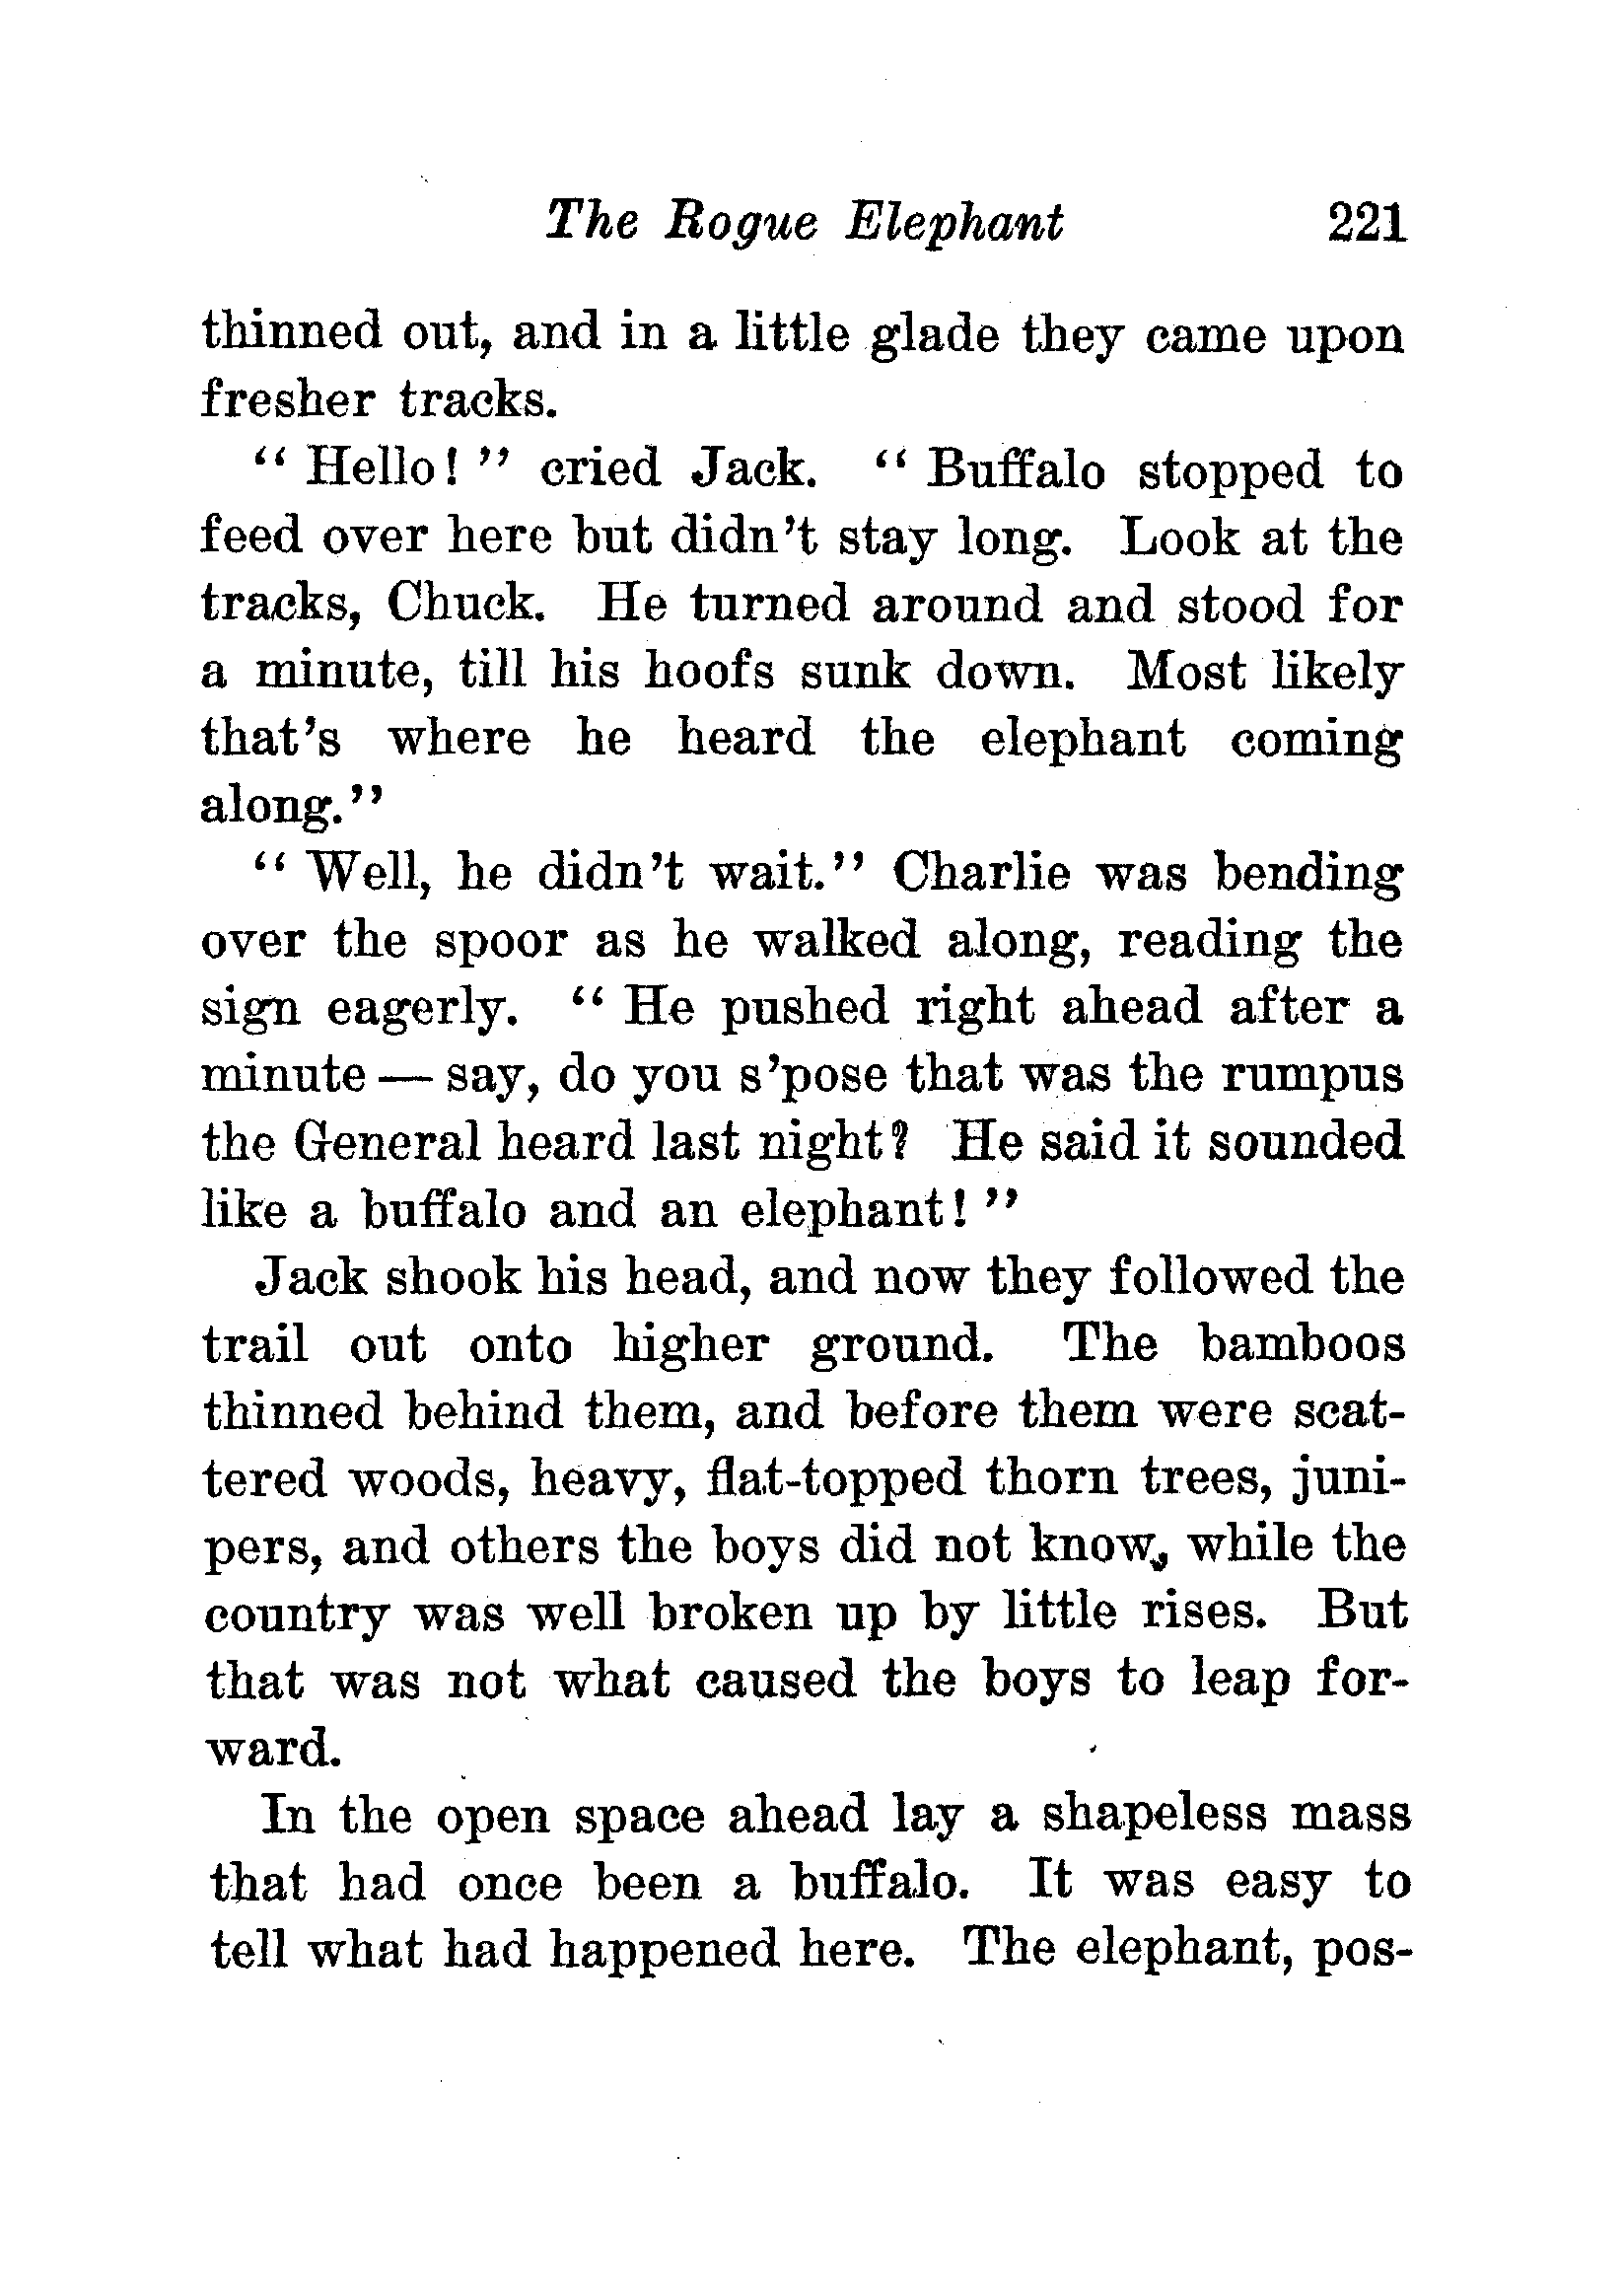 The Rogue Elephant 221
thinned out, and in a little glade they came upon
fresher tracks.
“ Hello! ” cried Jack. “ Buffalo stopped to
feed over here but didn’t stay long. Look at the
tracks, Chuck. He turned around and stood for
a minute, till his hoofs sunk down. Most likely
that’s where he heard the elephant coming
along.”
“ Well, he didn’t wait.” Charlie was bending
over the spoor as he walked along, reading the
sign eagerly. “ He pushed right ahead after a
minute — say, do you s’pose that was the rumpus
the General heard last night? He said it sounded
like a buffalo and an elephant! ”
Jack shook his head, and now they followed the
trail out onto higher ground. The bamboos
thinned behind them, and before them were scat-
tered woods, heavy, flat-topped thorn trees, juni-
pers, and others the boys did not know, while the
country was well broken up by little rises. But
that was not what caused the boys to leap for-
ward.
In the open space ahead lay a shapeless mass
that had once been a buffalo. It was easy to
tell what had happened here. The elephant, pos-